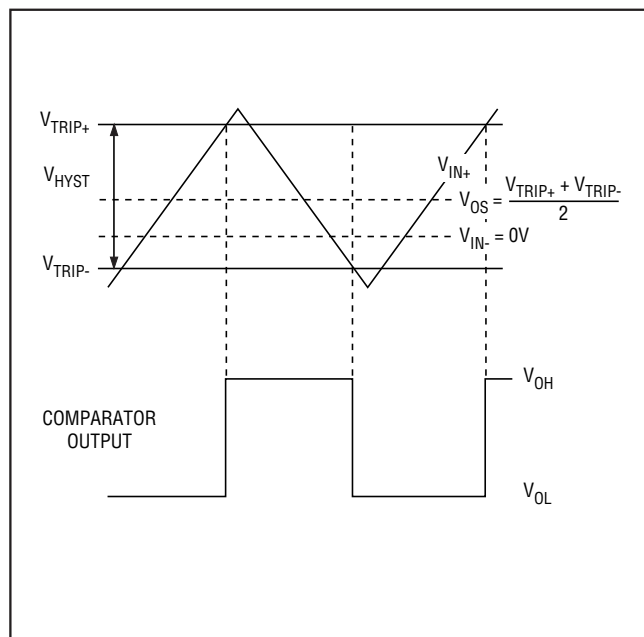 V_TRIP+
V_HYST
V_TRIP-
V_IN+
V_OS = (V_TRIP+ + V_TRIP-)/2
V_IN- = 0V
COMPARATOR
OUTPUT
V_OH
V_OL